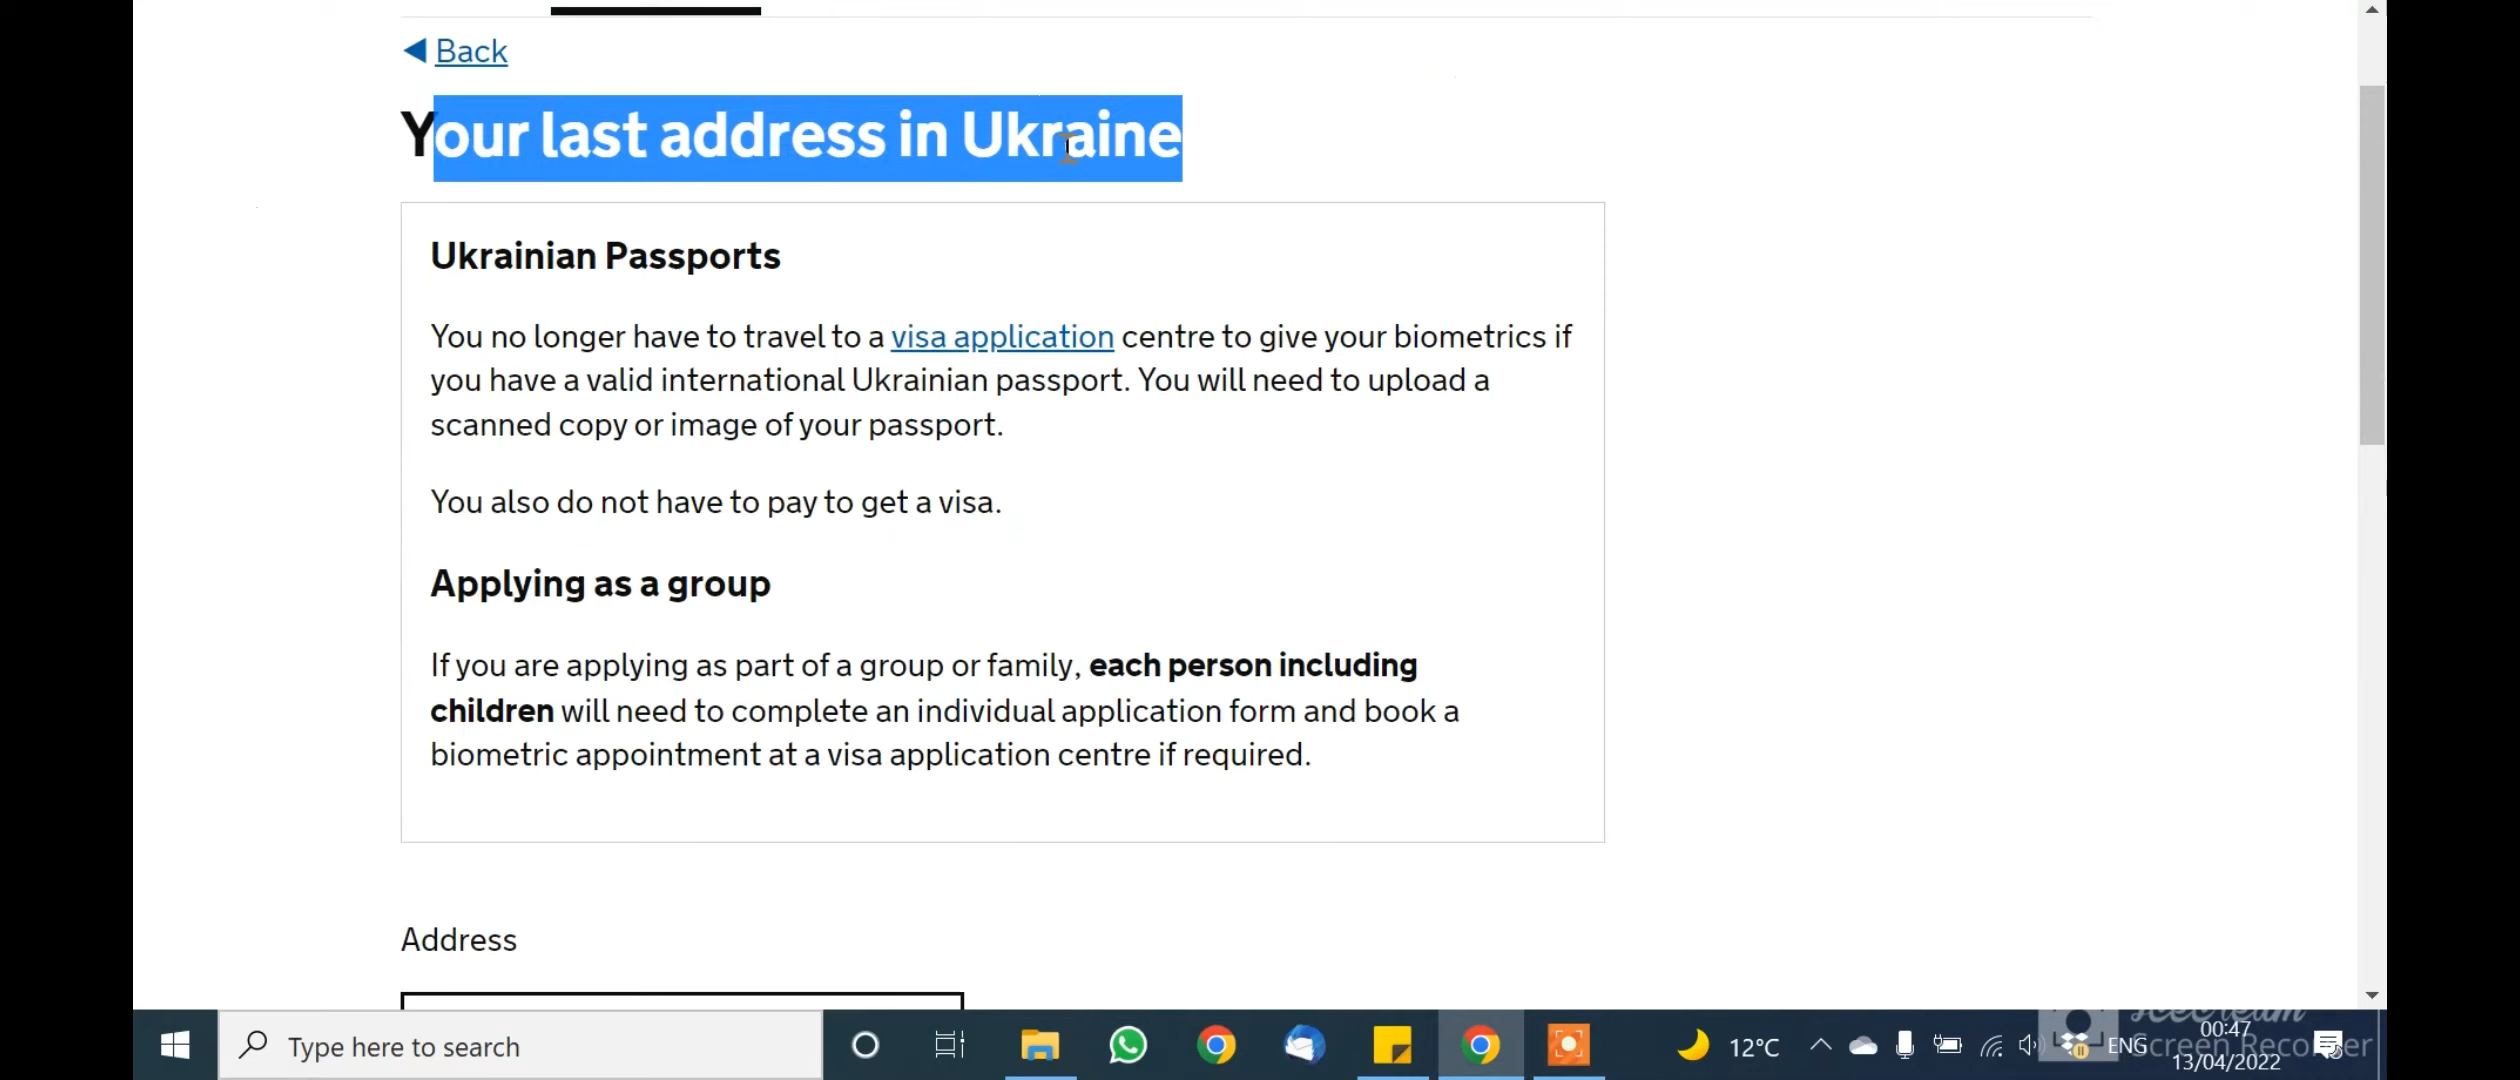 Back
Your last address in Ukraine
Ukrainian Passports
You no longer have to travel to a visa application centre to give your biometrics if
you have a valid international Ukrainian passport. You will need to upload a
scanned copy or image of your passport.
You also do not have to pay to get a visa.
Applying as a group
If you are applying as part of a group or family, each person including
children will need to complete an individual application form and book a
biometric appointment at a visa application centre if required.
Address
Type here to search
12°C
ENG
00:47
13/04/2022
Icecream
Screen Recorder